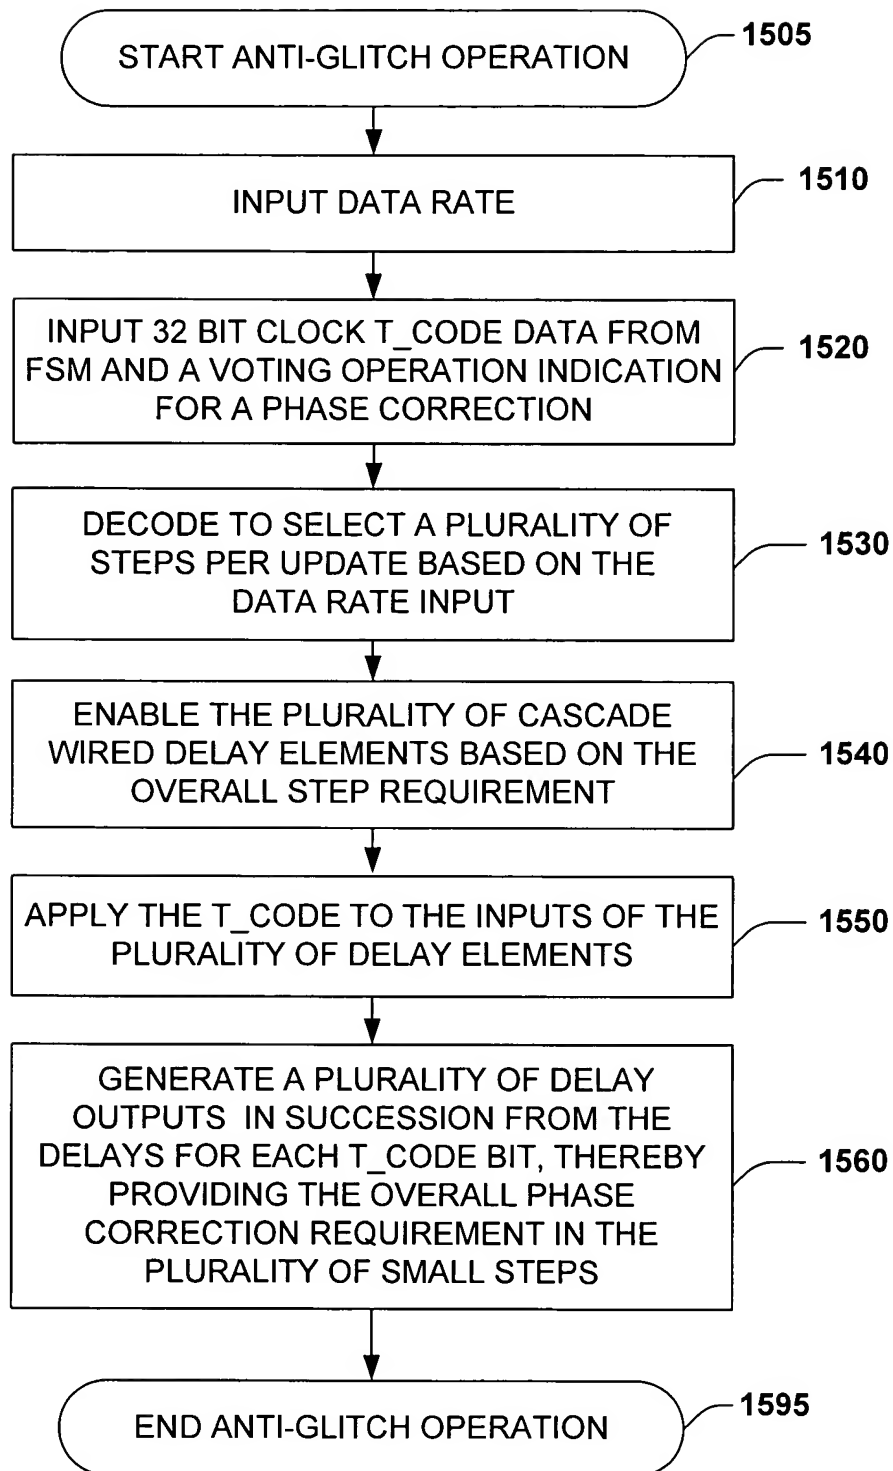 START ANTI-GLITCH OPERATION
1505
INPUT DATA RATE
1510
INPUT 32 BIT CLOCK T_CODE DATA FROM
FSM AND A VOTING OPERATION INDICATION
FOR A PHASE CORRECTION
1520
DECODE TO SELECT A PLURALITY OF
STEPS PER UPDATE BASED ON THE
DATA RATE INPUT
1530
ENABLE THE PLURALITY OF CASCADE
WIRED DELAY ELEMENTS BASED ON THE
OVERALL STEP REQUIREMENT
1540
APPLY THE T_CODE TO THE INPUTS OF THE
PLURALITY OF DELAY ELEMENTS
1550
GENERATE A PLURALITY OF DELAY
OUTPUTS IN SUCCESSION FROM THE
DELAYS FOR EACH T_CODE BIT, THEREBY
PROVIDING THE OVERALL PHASE
CORRECTION REQUIREMENT IN THE
PLURALITY OF SMALL STEPS
1560
END ANTI-GLITCH OPERATION
1595